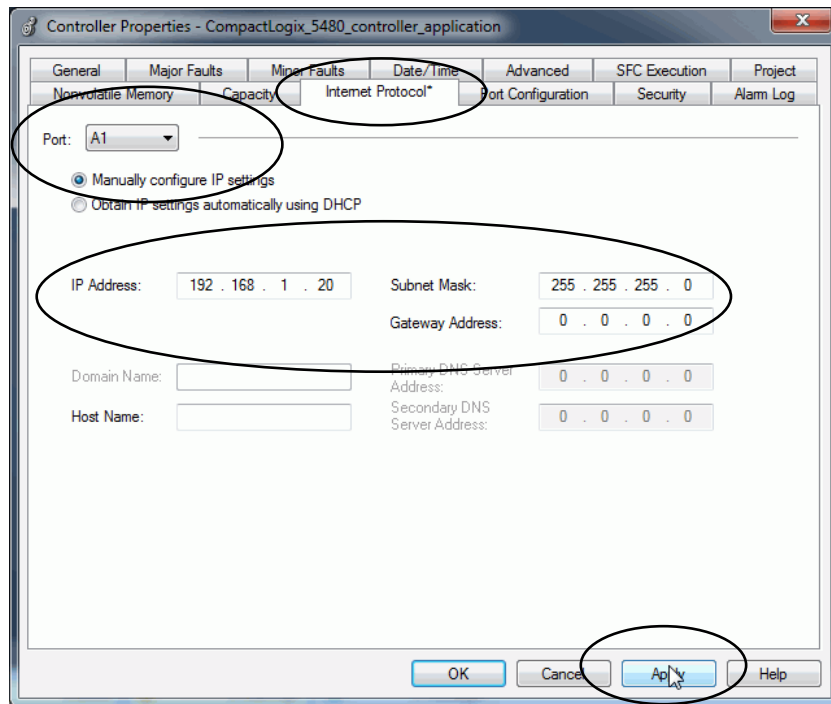 Controller Properties - CompactLogix_5480_controller_application
General Major Faults Minor Faults Date/Time Advanced SFC Execution Project
Nonvolatile Memory Capacity Internet Protocol* Port Configuration Security Alarm Log
Port: A1
Manually configure IP settings
Obtain IP settings automatically using DHCP
IP Address: 192 . 168 . 1 . 20 Subnet Mask: 255 . 255 . 255 . 0
Gateway Address: 0 . 0 . 0 . 0
Domain Name: Primary DNS Server Address: 0 . 0 . 0 . 0
Host Name: Secondary DNS Server Address: 0 . 0 . 0 . 0
OK Cancel Apply Help